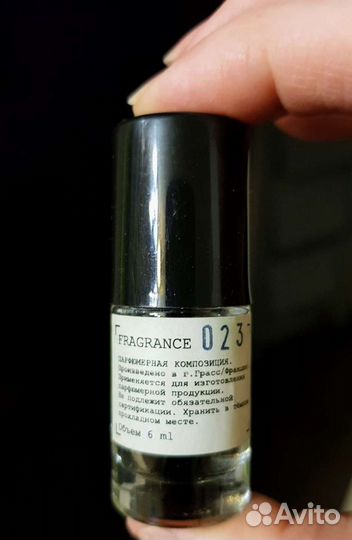 FRAGRANCE 023
ПАРФЮМЕРНАЯ КОМПОЗИЦИЯ.
Произведено в г.Грасс/Франция
Применяется для изготовления
парфюмерной продукции.
Не подлежит обязательной
сертификации. Хранить в тёмном
прохладном месте.
Объем 6 ml
Avito